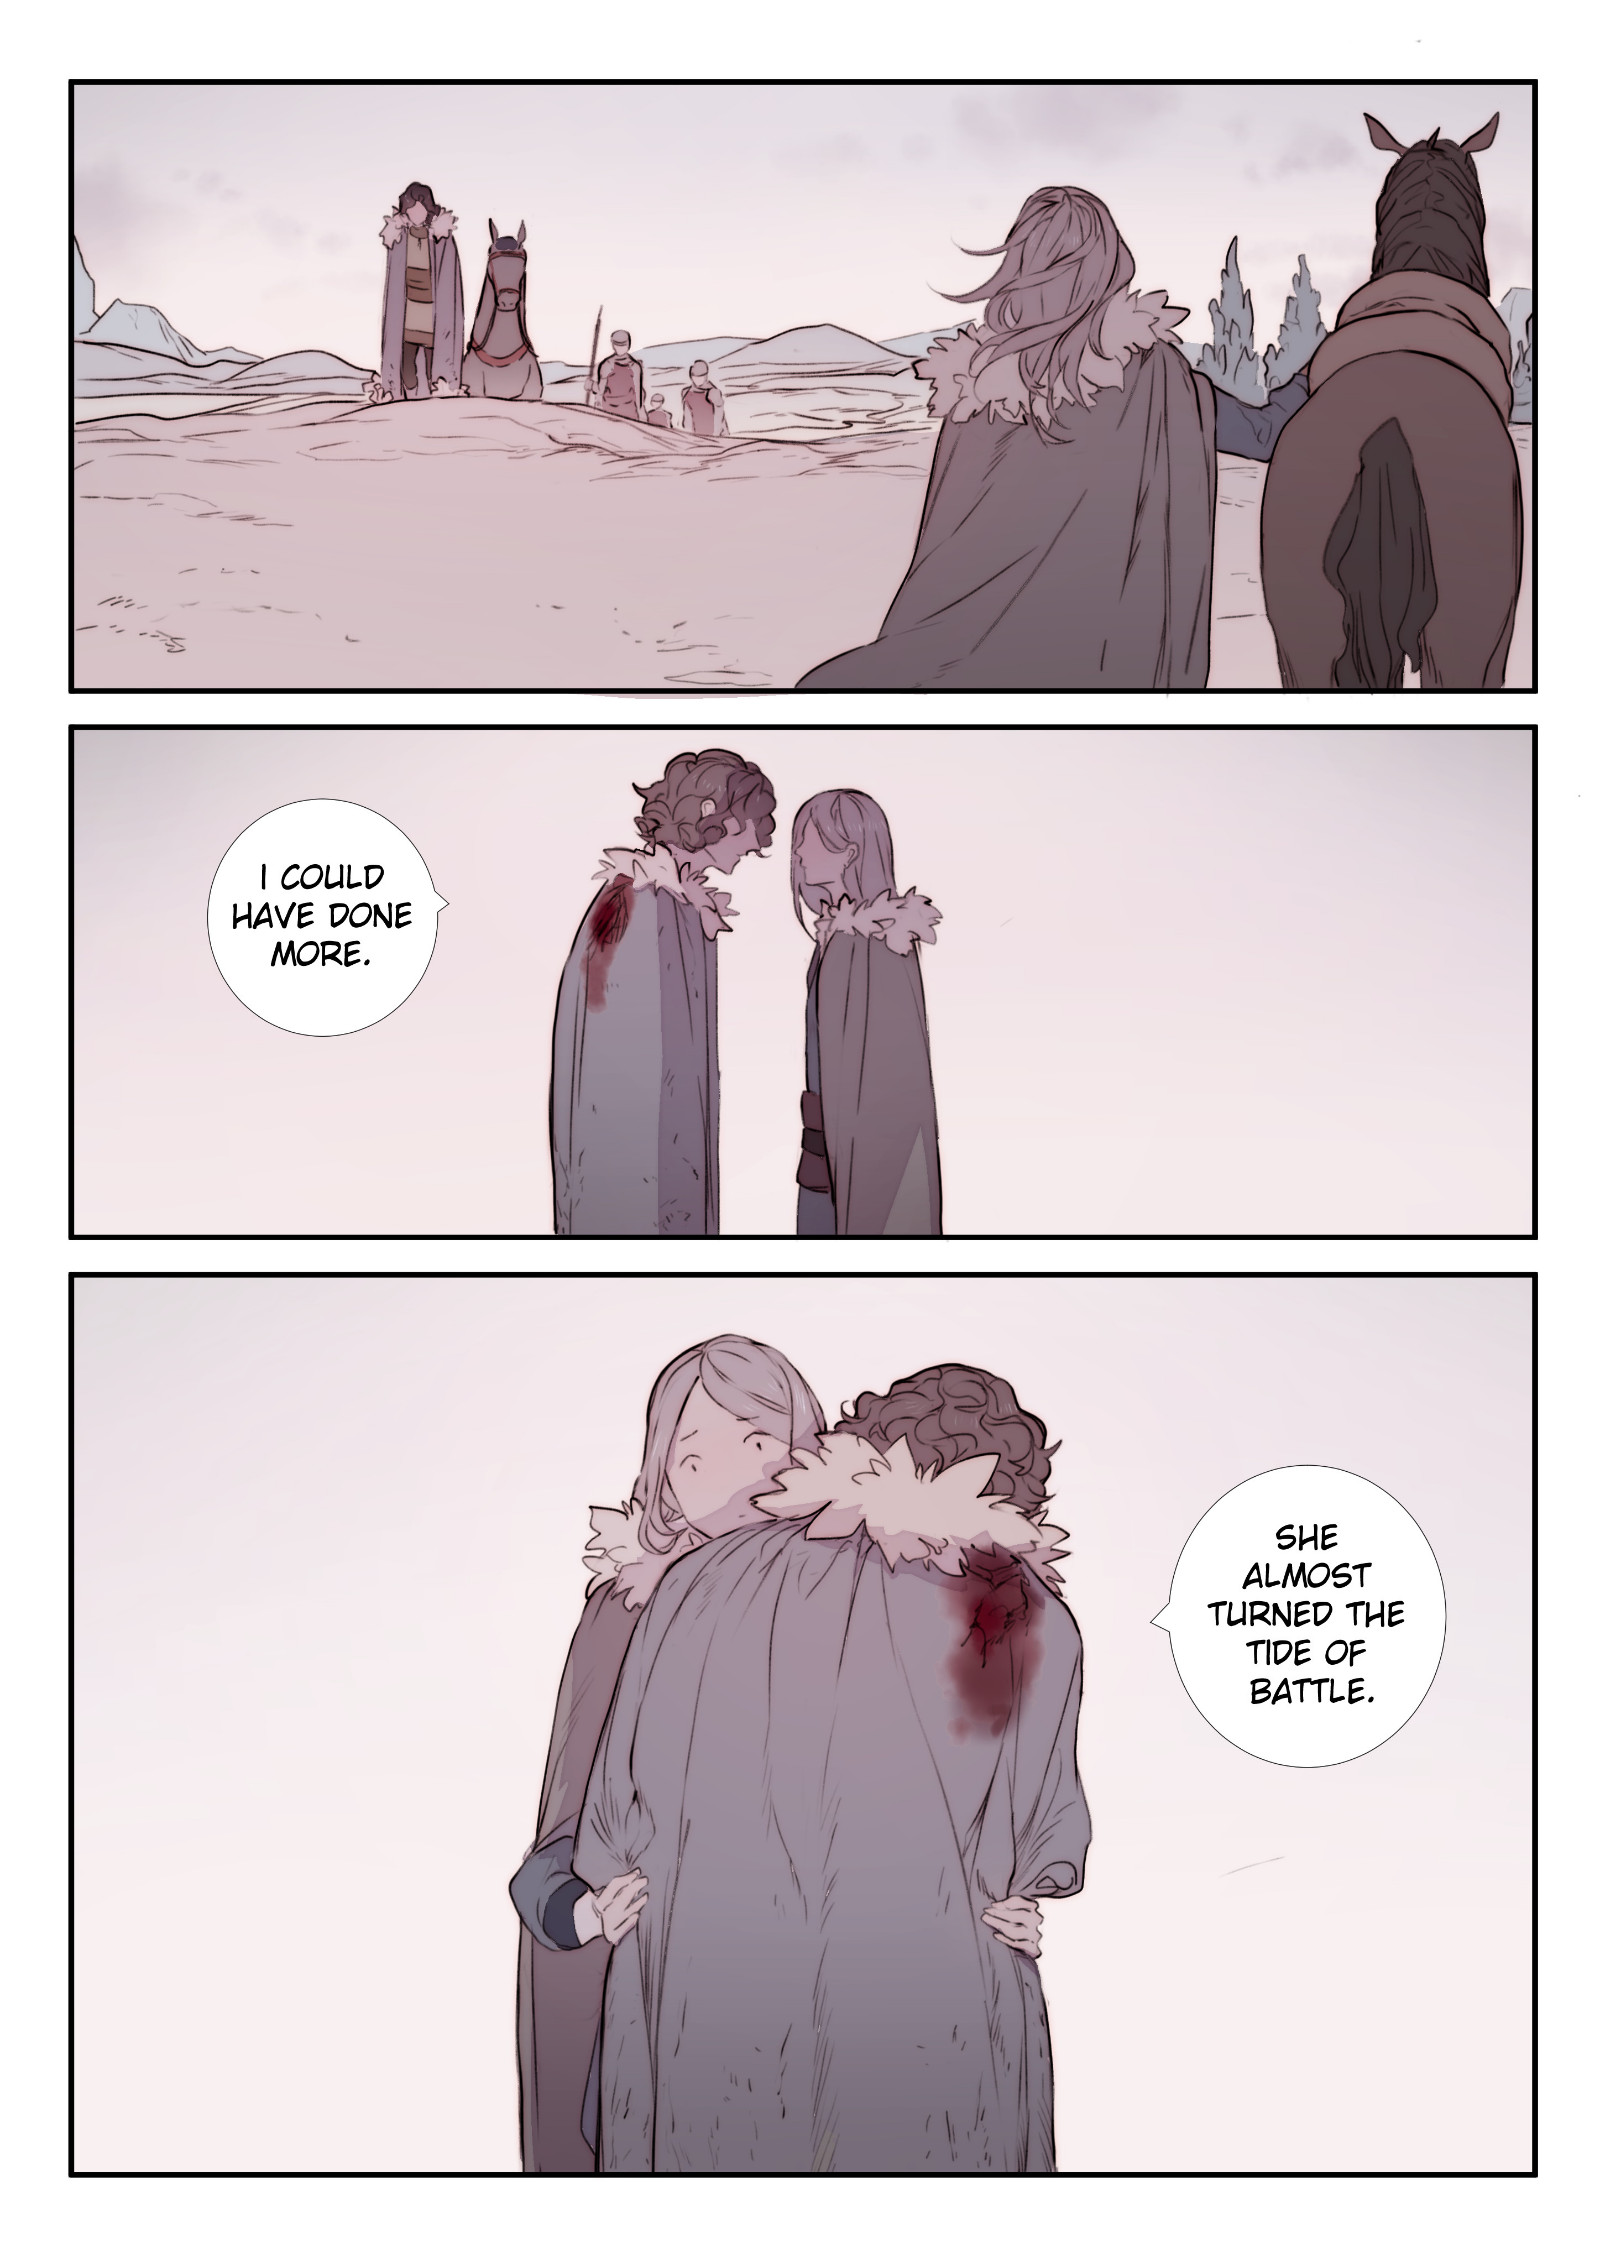 I COULD
HAVE DONE
MORE.
SHE
ALMOST
TURNED THE
TIDE OF
BATTLE.